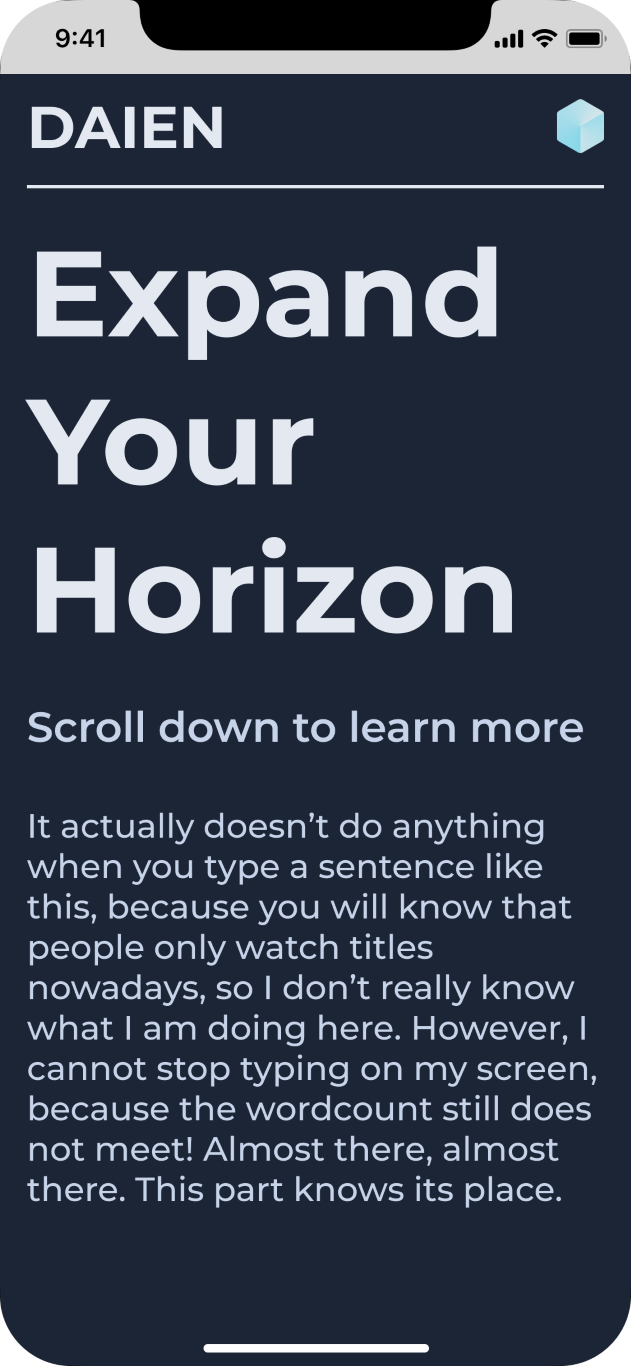 9:41
DAIEN
Expand
Your
Horizon
Scroll down to learn more
It actually doesn’t do anything
when you type a sentence like
this, because you will know that
people only watch titles
nowadays, so I don’t really know
what I am doing here. However, I
cannot stop typing on my screen,
because the wordcount still does
not meet! Almost there, almost
there. This part knows its place.